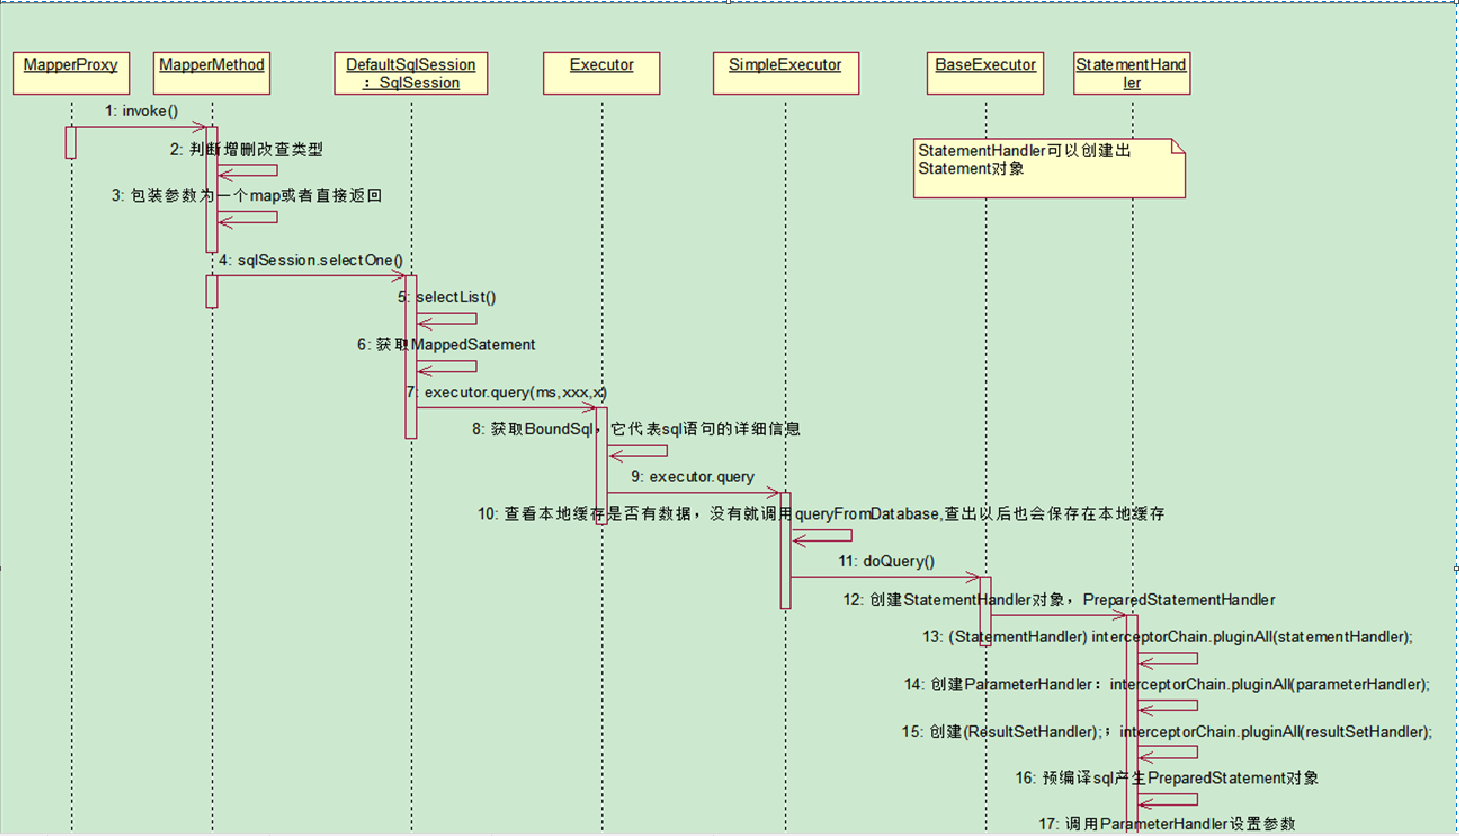 MapperProxy
MapperMethod
DefaultSqlSession
: SqlSession
Executor
SimpleExecutor
BaseExecutor
StatementHand
ler
1: invoke()
StatementHandler可以创建出
Statement对象
2: 判断增删改查类型
3: 包装参数为一个map或者直接返回
4: sqlSession.selectOne()
5: selectList()
6: 获取MappedSatement
7: executor.query(ms,xxx,x)
8: 获取BoundSql，它代表sql语句的详细信息
9: executor.query
10: 查看本地缓存是否有数据，没有就调用queryFromDatabase,查出以后也会保存在本地缓存
11: doQuery()
12: 创建StatementHandler对象，PreparedStatementHandler
13: (StatementHandler) interceptorChain.pluginAll(statementHandler);
14: 创建ParameterHandler：interceptorChain.pluginAll(parameterHandler);
15: 创建(ResultSetHandler);；interceptorChain.pluginAll(resultSetHandler);
16: 预编译sql产生PreparedStatement对象
17: 调用ParameterHandler设置参数